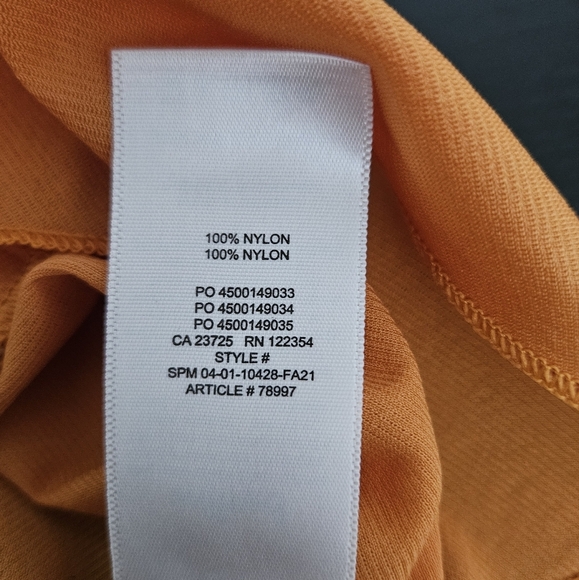 100% NYLON
100% NYLON
PO 4500149033
PO 4500149034
PO 4500149035
CA 23725 RN 122354
STYLE #
SPM 04-01-10428-FA21
ARTICLE # 78997